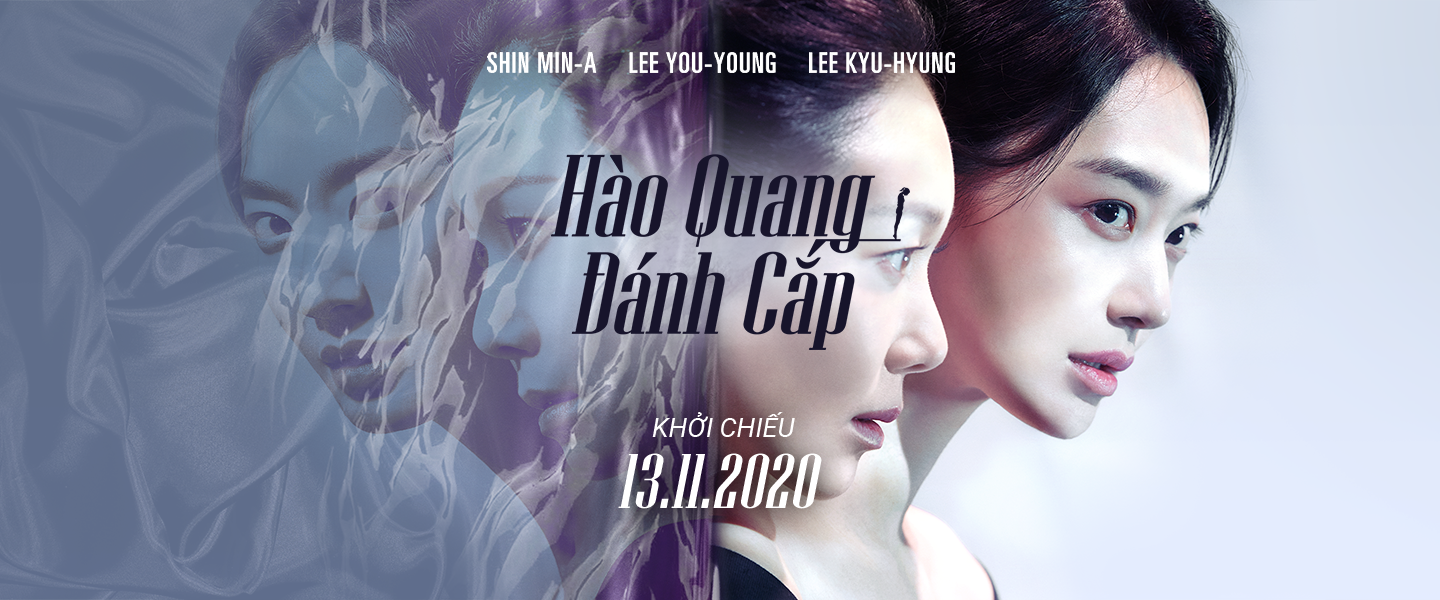 SHIN MIN-A LEE YOU-YOUNG LEE KYU-HYUNG
Hào Quang
Đánh Cắp
KHỞI CHIẾU
13.11.2020